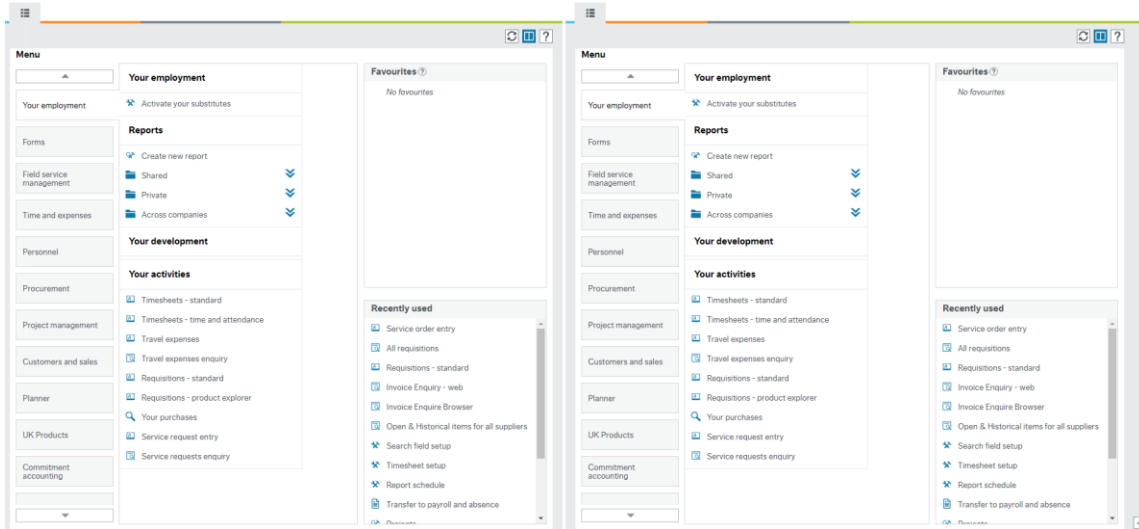 Menu
Your employment
Forms
Field service
management
Time and expenses
Personnel
Procurement
Project management
Customers and sales
Planner
UK Products
Commitment
accounting
Your employment
Activate your substitutes
Reports
Create new report
Shared
Private
Across companies
Your development
Your activities
Timesheets - standard
Timesheets - time and attendance
Travel expenses
Travel expenses enquiry
Requisitions - standard
Requisitions - product explorer
Your purchases
Service request entry
Service requests enquiry
?
Favourites ?
No favourites
Recently used
Service order entry
All requisitions
Requisitions - standard
Invoice Enquiry - web
Invoice Enquire Browser
Open & Historical items for all suppliers
Search field setup
Timesheet setup
Report schedule
Transfer to payroll and absence
Projects
Menu
Your employment
Forms
Field service
management
Time and expenses
Personnel
Procurement
Project management
Customers and sales
Planner
UK Products
Commitment
accounting
Your employment
Activate your substitutes
Reports
Create new report
Shared
Private
Across companies
Your development
Your activities
Timesheets - standard
Timesheets - time and attendance
Travel expenses
Travel expenses enquiry
Requisitions - standard
Requisitions - product explorer
Your purchases
Service request entry
Service requests enquiry
?
Favourites ?
No favourites
Recently used
Service order entry
All requisitions
Requisitions - standard
Invoice Enquiry - web
Invoice Enquire Browser
Open & Historical items for all suppliers
Search field setup
Timesheet setup
Report schedule
Transfer to payroll and absence
Projects